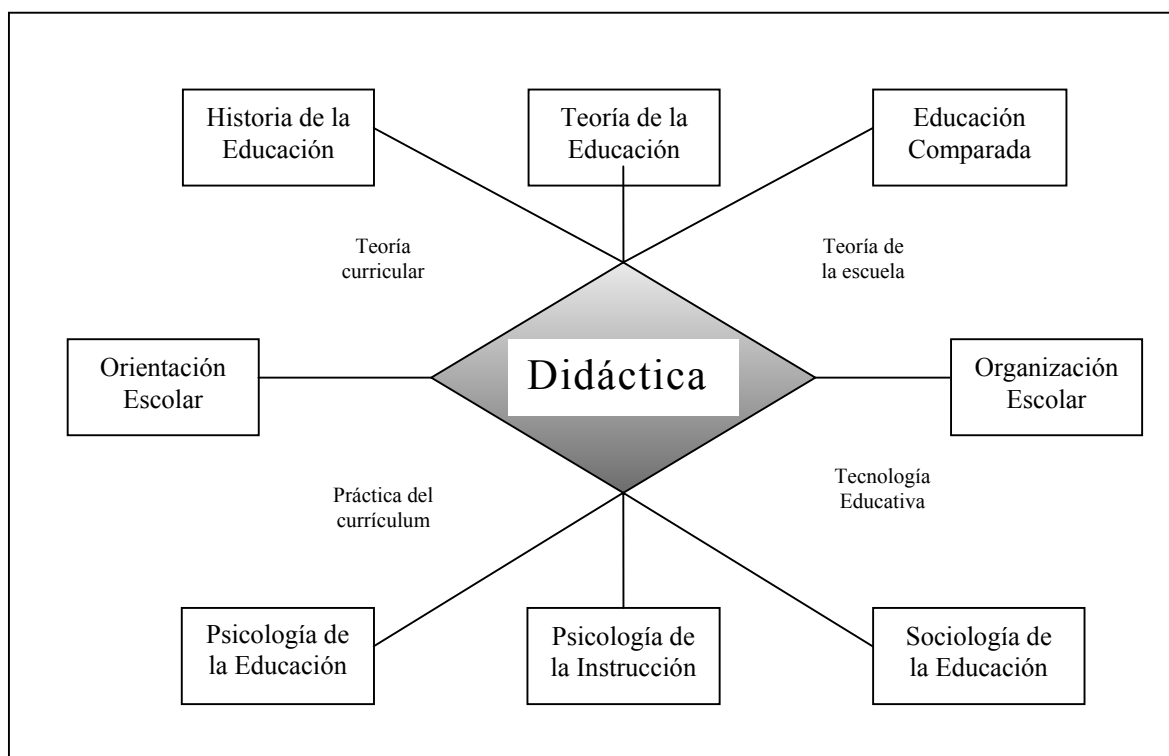 Historia de la
Educación
Teoría de la
Educación
Educación
Comparada
Teoría
curricular
Teoría de
la escuela
Orientación
Escolar
Didáctica
Organización
Escolar
Práctica del
currículum
Tecnología
Educativa
Psicología de
la Educación
Psicología de
la Instrucción
Sociología de
la Educación